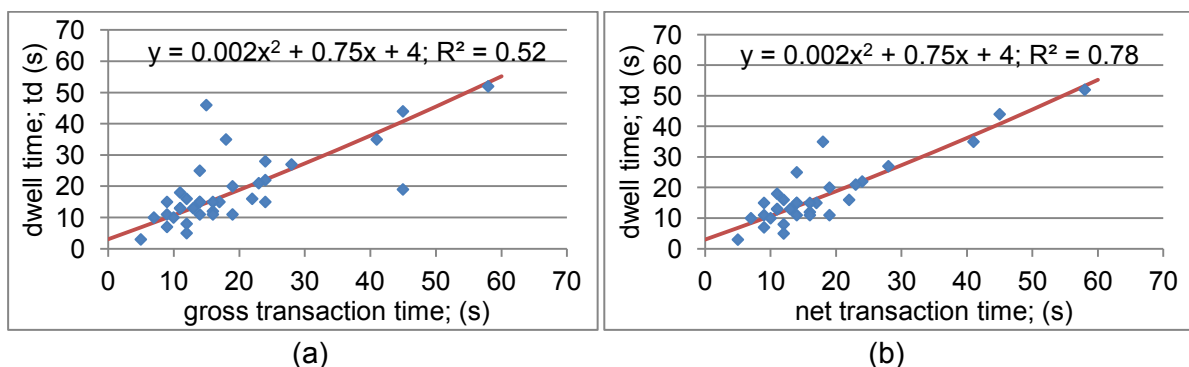 y = 0.002x² + 0.75x + 4; R² = 0.52
dwell time; td (s)
70
60
50
40
30
20
10
0
0 10 20 30 40 50 60 70
gross transaction time; (s)
(a)
y = 0.002x² + 0.75x + 4; R² = 0.78
dwell time; td (s)
70
60
50
40
30
20
10
0
0 10 20 30 40 50 60 70
net transaction time; (s)
(b)